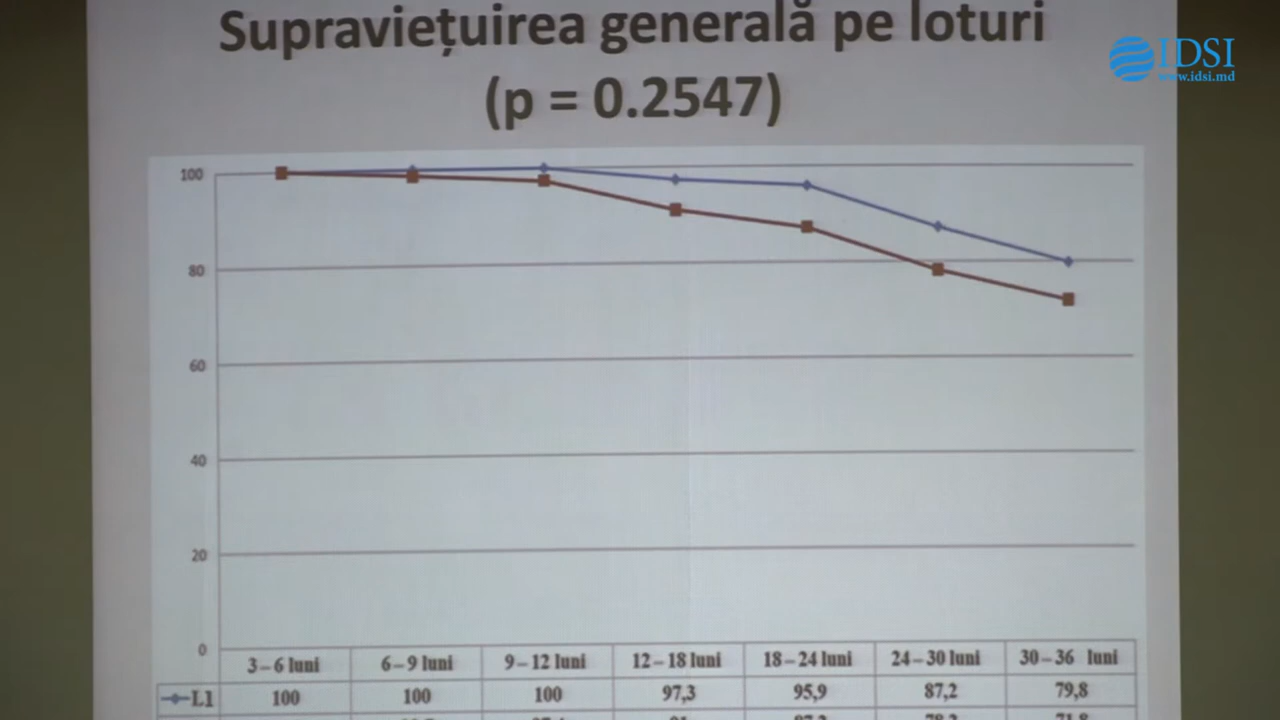 Supraviețuirea generală pe loturi
(p = 0.2547)
IDSI
www.idsi.md
100
80
60
40
20
0
3 – 6 luni 6 – 9 luni 9 – 12 luni 12 – 18 luni 18 – 24 luni 24 – 30 luni 30 – 36 luni
L1 100 100 100 97,3 95,9 87,2 79,8